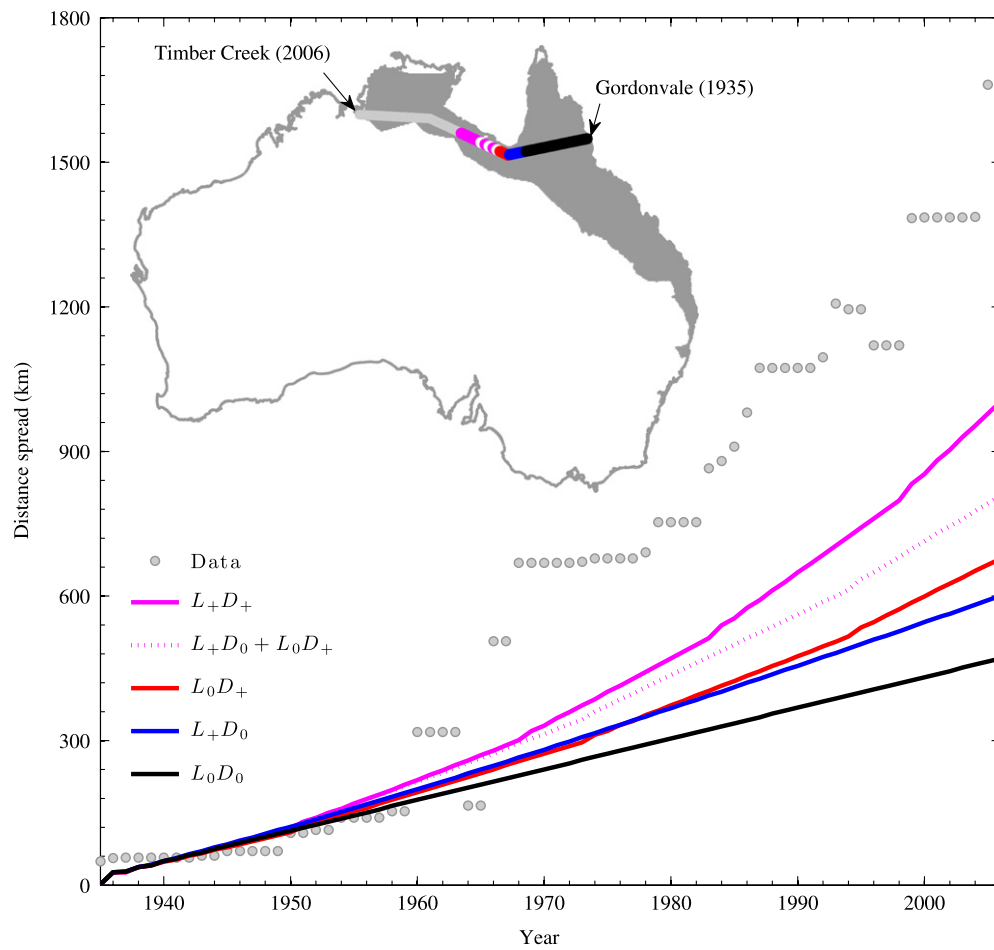 1800
1500
1200
900
600
300
0
Distance spread (km)
Timber Creek (2006)
Gordonvale (1935)
Data
L₊D₊
L₊D₀ + L₀D₊
L₀D₊
L₊D₀
L₀D₀
1940 1950 1960 1970 1980 1990 2000
Year